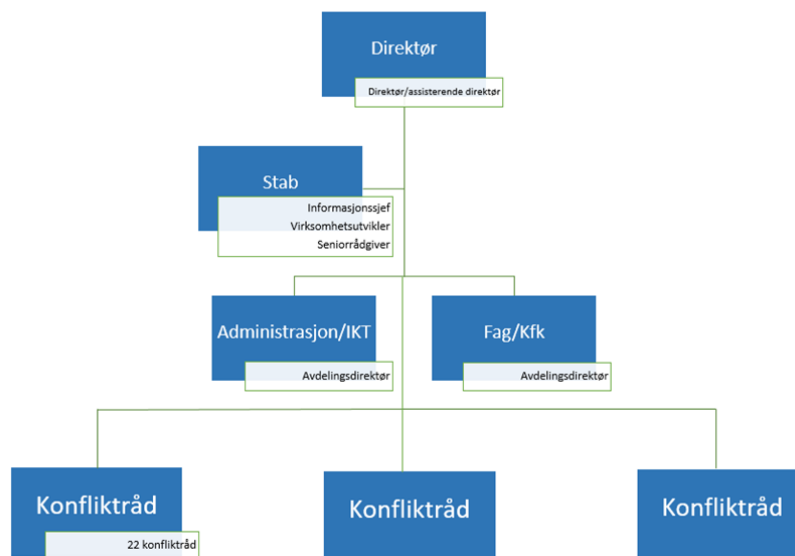 Direktør
Direktør/assisterende direktør
Stab
Informasjonssjef
Virksomhetsutvikler
Seniorrådgiver
Administrasjon/IKT
Avdelingsdirektør
Fag/Kfk
Avdelingsdirektør
Konfliktråd
22 konfliktråd
Konfliktråd
Konfliktråd